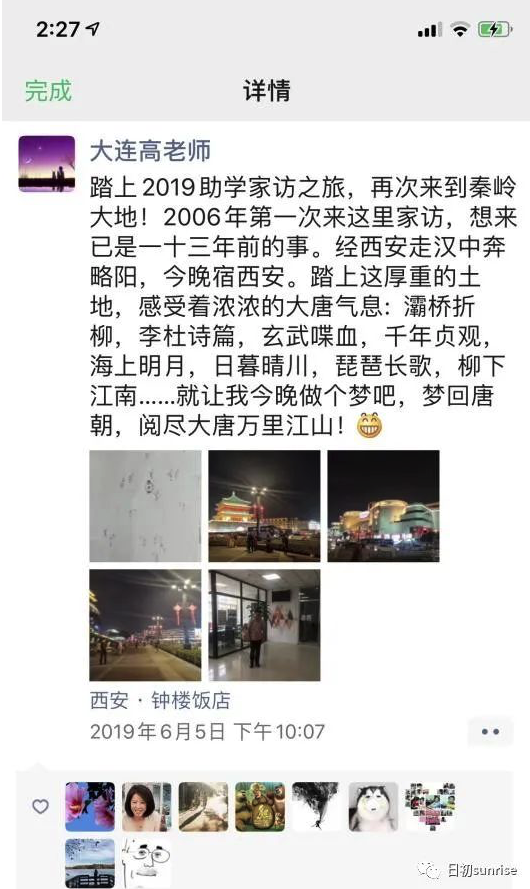 2:27
完成
详情
大连高老师
踏上2019助学家访之旅，再次来到秦岭
大地！2006年第一次来这里家访，想来
已是一十三年前的事。经西安走汉中奔
略阳，今晚宿西安。踏上这厚重的土
地，感受着浓浓的大唐气息：灞桥折
柳，李杜诗篇，玄武喋血，千年贞观，
海上明月，日暮晴川，琵琶长歌，柳下
江南......就让我今晚做个梦吧，梦回唐
朝，阅尽大唐万里江山！😁
西安·钟楼饭店
2019年6月5日 下午10:07
日初sunrise